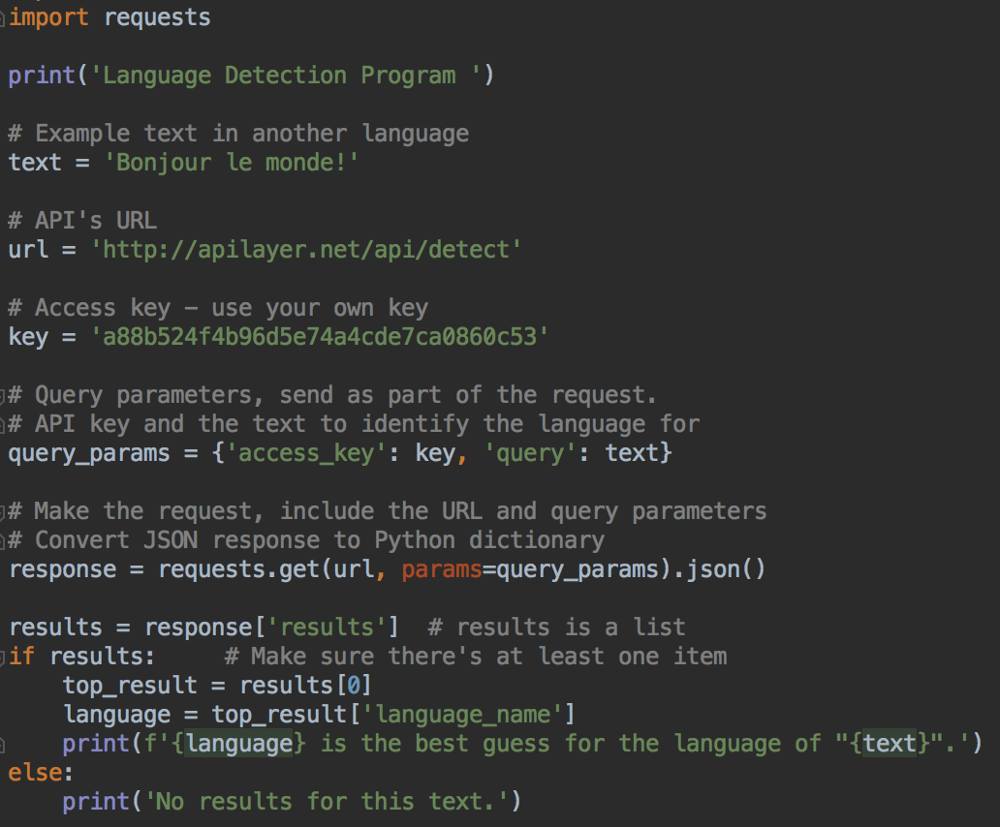 import requests

print('Language Detection Program ')

# Example text in another language
text = 'Bonjour le monde!'

# API's URL
url = 'http://apilayer.net/api/detect'

# Access key – use your own key
key = 'a88b524f4b96d5e74a4cde7ca0860c53'

# Query parameters, send as part of the request.
# API key and the text to identify the language for
query_params = {'access_key': key, 'query': text}

# Make the request, include the URL and query parameters
# Convert JSON response to Python dictionary
response = requests.get(url, params=query_params).json()

results = response['results']  # results is a list
if results:     # Make sure there's at least one item
    top_result = results[0]
    language = top_result['language_name']
    print(f'{language} is the best guess for the language of "{text}".')
else:
    print('No results for this text.')